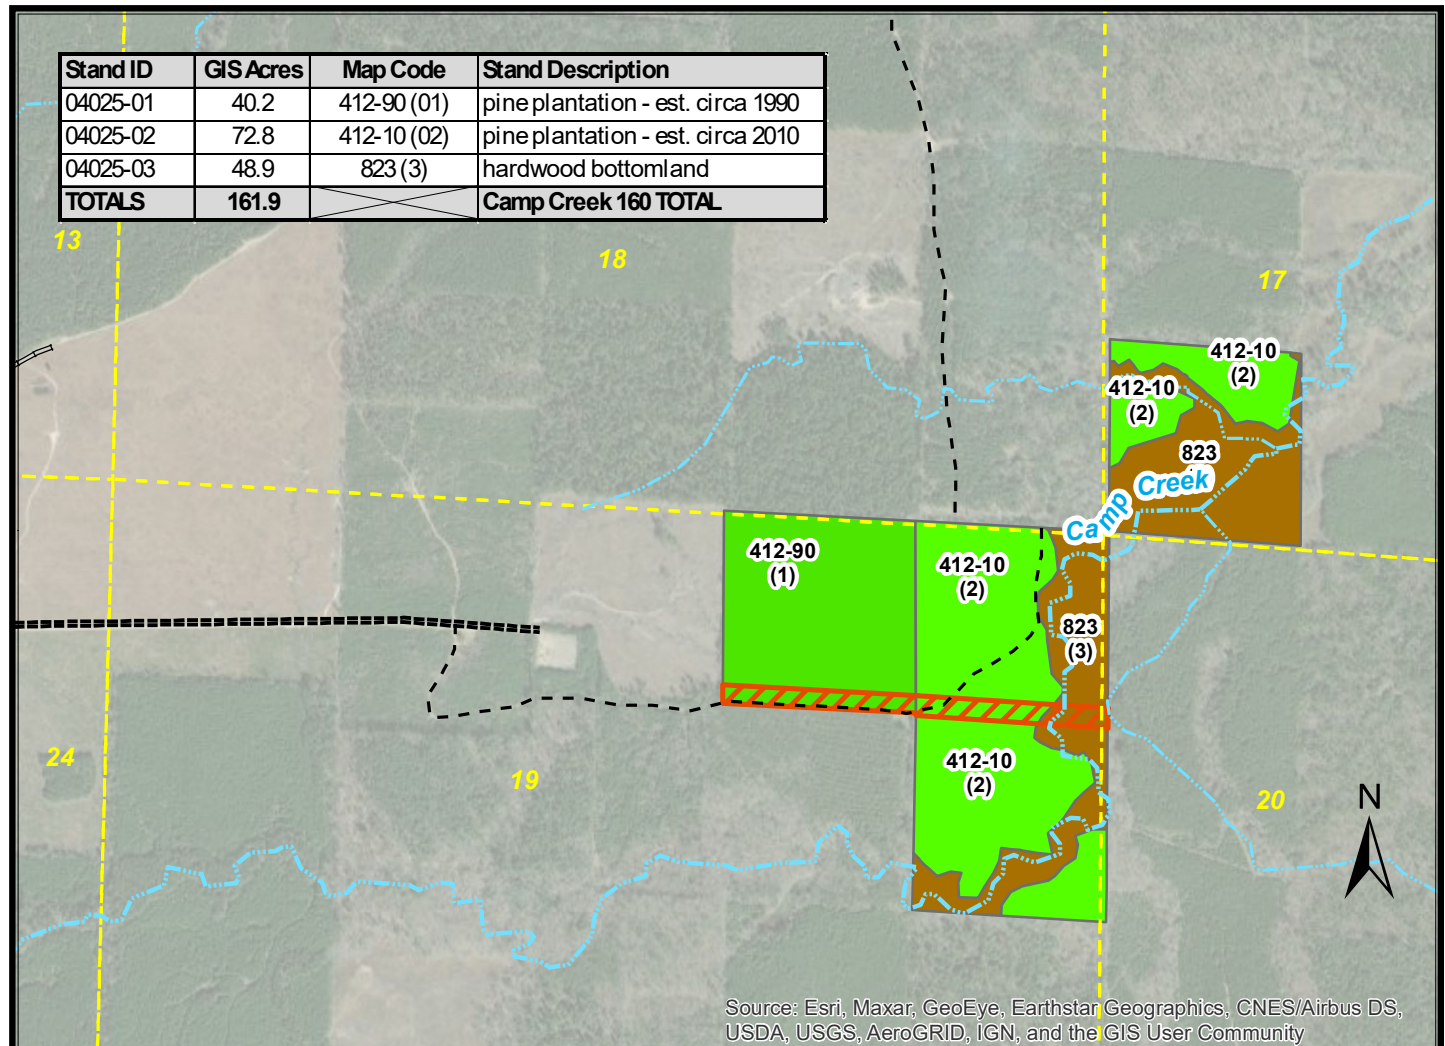 Stand ID GIS Acres Map Code Stand Description
04025-01 40.2 412-90 (01) pine plantation - est. circa 1990
04025-02 72.8 412-10 (02) pine plantation - est. circa 2010
04025-03 48.9 823 (3) hardwood bottomland
TOTALS 161.9 Camp Creek 160 TOTAL
13
18
17
412-10
(2)
412-10
(2)
823
Camp Creek
412-90
(1)
412-10
(2)
823
(3)
24
19
412-10
(2)
20
N
Source: Esri, Maxar, GeoEye, Earthstar Geographics, CNES/Airbus DS,
USDA, USGS, AeroGRID, IGN, and the GIS User Community